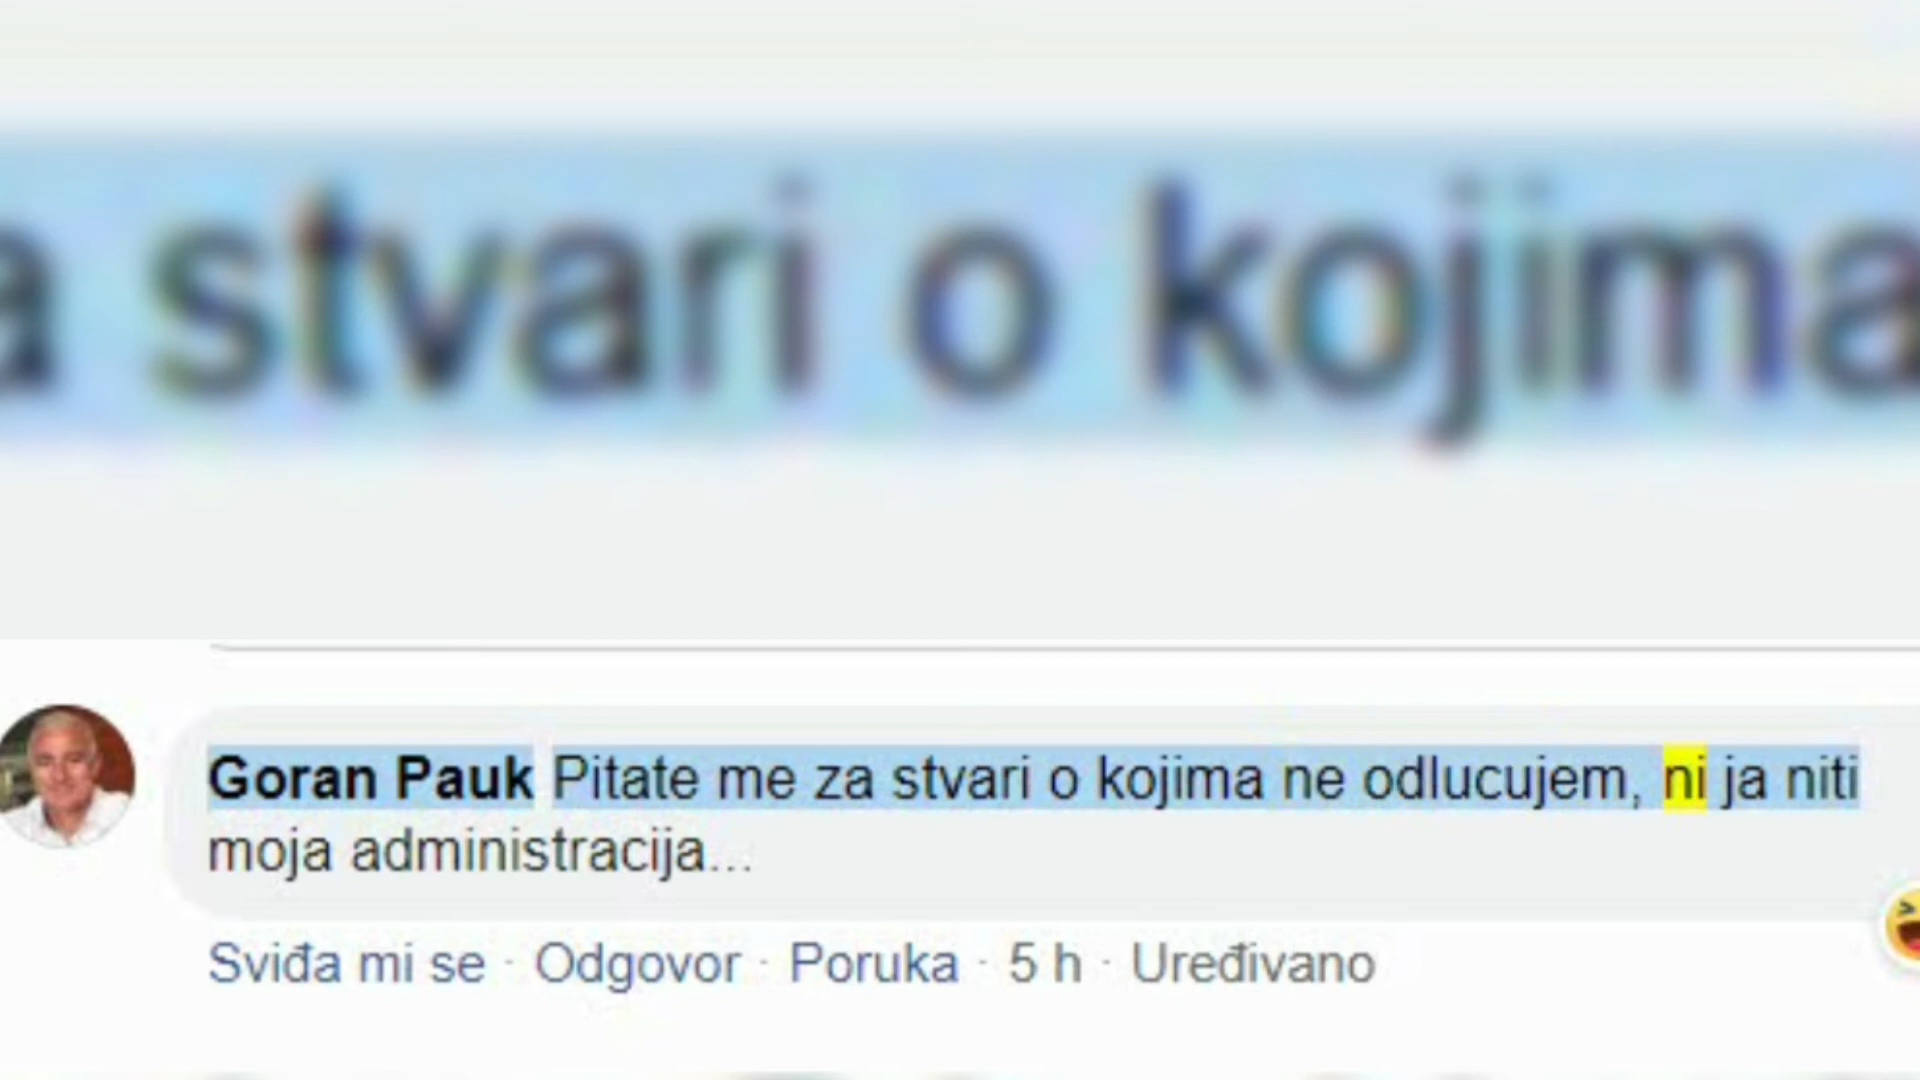 a stvari o kojima
Goran Pauk Pitate me za stvari o kojima ne odlucujem, ni ja niti
moja administracija...
Sviđa mi se · Odgovor · Poruka · 5 h · Uređivano